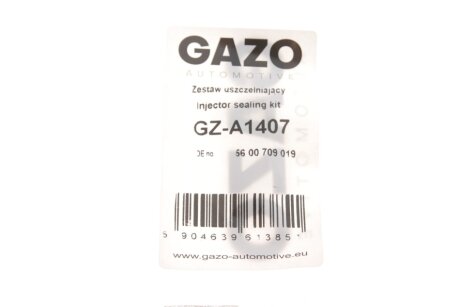 GAZO
AUTOMOTIVE
Zestaw uszczelniający
Injector sealing kit
GZ-A1407
OE no 56 00 709 019
5 904639 613851
www.gazo-automotive.eu